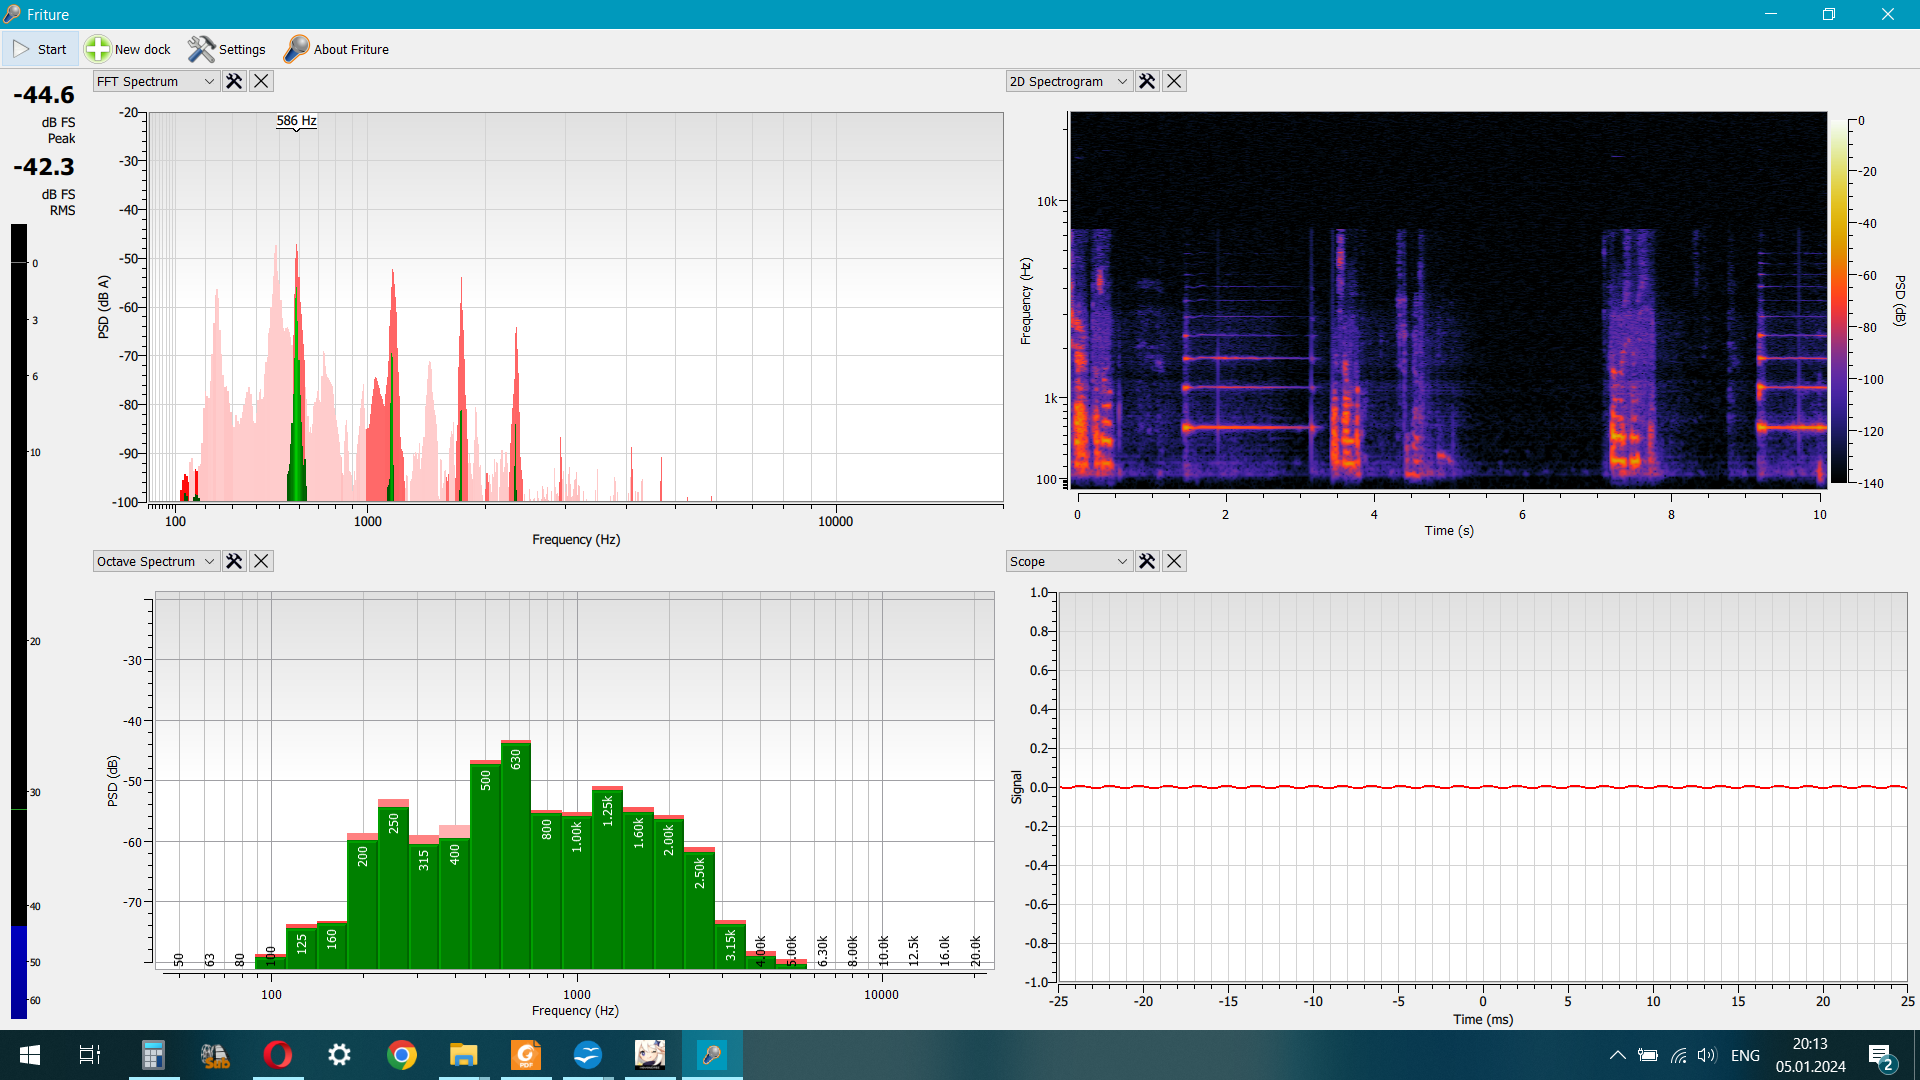 Friture
Start
New dock
Settings
About Friture
-44.6
dB FS
Peak
-42.3
dB FS
RMS
0
3
6
10
20
30
40
50
60
FFT Spectrum
586 Hz
-20
-30
-40
-50
-60
-70
-80
-90
-100
PSD (dB A)
100
1000
10000
Frequency (Hz)
2D Spectrogram
10k
1k
100
Frequency (Hz)
0
2
4
6
8
10
Time (s)
0
-20
-40
-60
-80
-100
-120
-140
PSD (dB)
Octave Spectrum
-30
-40
-50
-60
-70
PSD (dB)
50
63
80
100
125
160
200
250
315
400
500
630
800
1.00k
1.25k
1.60k
2.00k
2.50k
3.15k
4.00k
5.00k
6.30k
8.00k
10.0k
12.5k
16.0k
20.0k
100
1000
10000
Frequency (Hz)
Scope
1.0
0.8
0.6
0.4
0.2
0.0
-0.2
-0.4
-0.6
-0.8
-1.0
Signal
-25
-20
-15
-10
-5
0
5
10
15
20
25
Time (ms)
Sab
PDF
ENG
20:13
05.01.2024
2